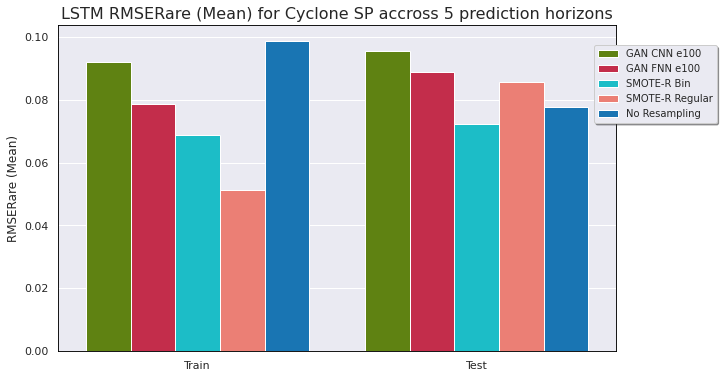 LSTM RMSERare (Mean) for Cyclone SP accross 5 prediction horizons
RMSERare (Mean)
0.10
0.08
0.06
0.04
0.02
0.00
Train
Test
GAN CNN e100
GAN FNN e100
SMOTE-R Bin
SMOTE-R Regular
No Resampling